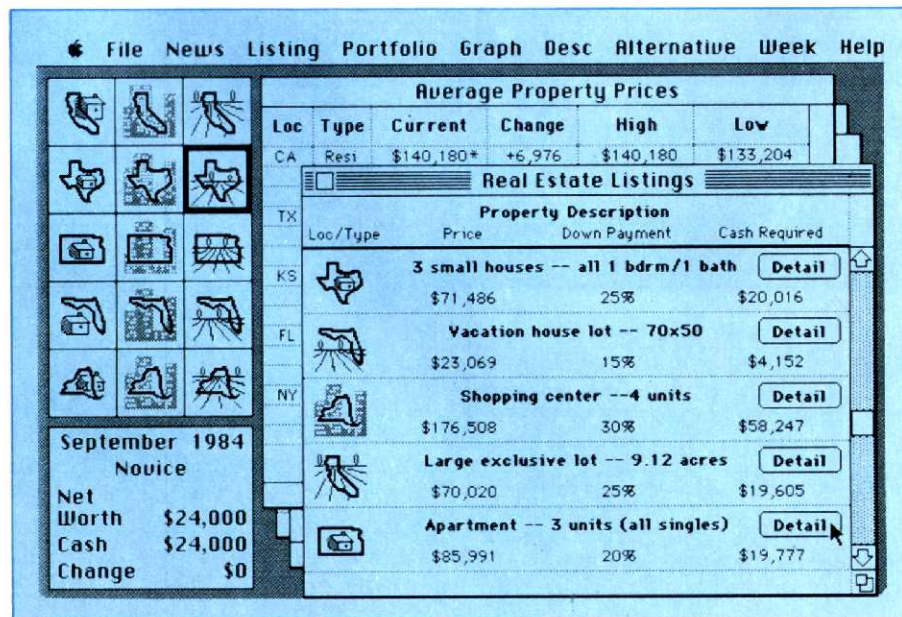 File News Listing Portfolio Graph Desc Alternative Week Help
Average Property Prices
Loc Type Current Change High Low
CA Resi $140,180* +6,976 $140,180 $133,204
TX
KS
FL
NY
Real Estate Listings
Property Description
Loc/Type Price Down Payment Cash Required
3 small houses -- all 1 bdrm/1 bath Detail
$71,486 25% $20,016
Vacation house lot -- 70x50 Detail
$23,069 15% $4,152
Shopping center --4 units Detail
$176,508 30% $58,247
Large exclusive lot -- 9.12 acres Detail
$70,020 25% $19,605
Apartment -- 3 units (all singles) Detail
$85,991 20% $19,777
September 1984
Novice
Net
Worth $24,000
Cash $24,000
Change $0